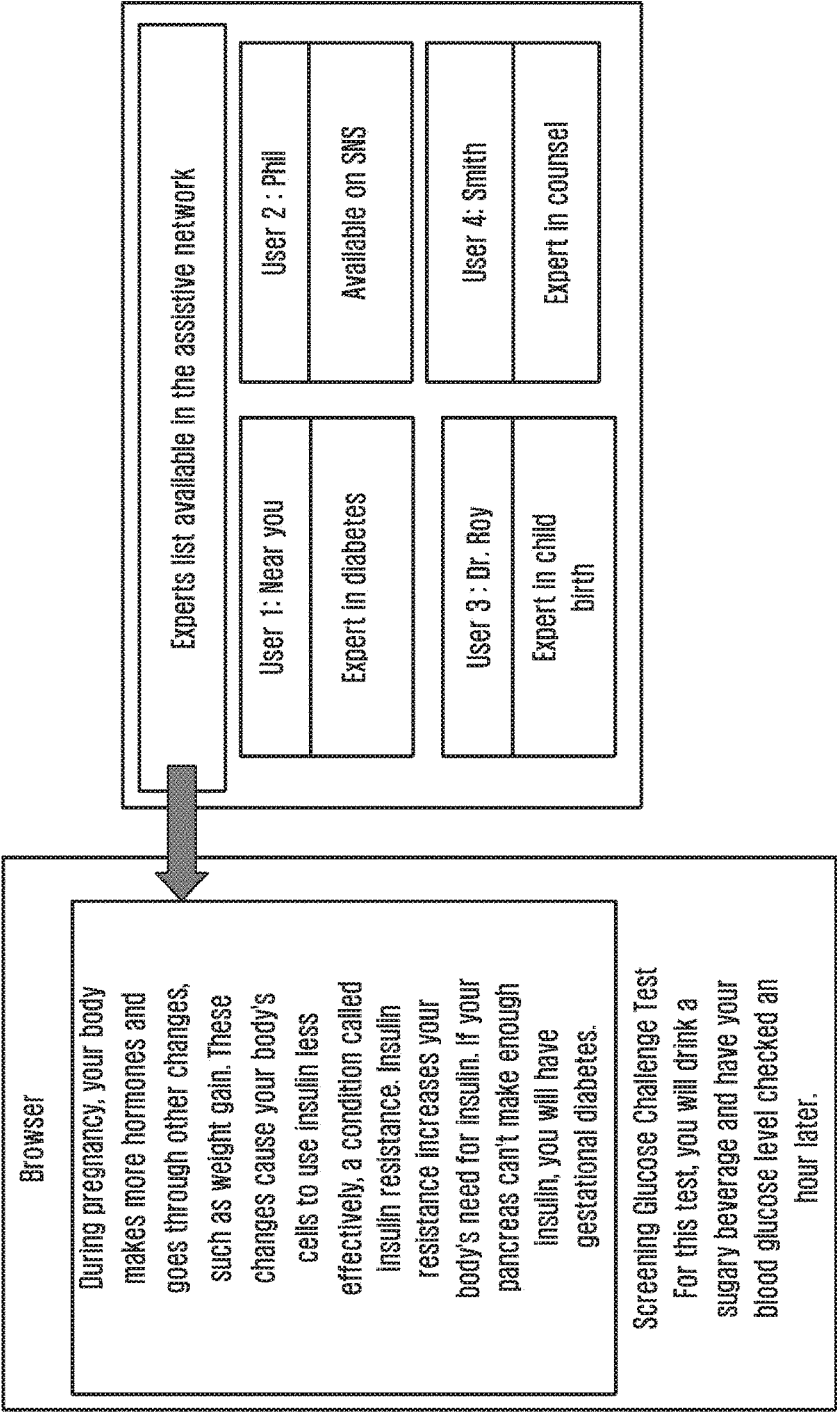 Browser
During pregnancy, your body
makes more hormones and
goes through other changes,
such as weight gain. These
changes cause your body's
cells to use insulin less
effectively, a condition called
insulin resistance. Insulin
resistance increases your
body's need for insulin. If your
pancreas can't make enough
insulin, you will have
gestational diabetes.
Screening Glucose Challenge Test
For this test, you will drink a
sugary beverage and have your
blood glucose level checked an
hour later.
Experts list available in the assistive network
User 1: Near you
Expert in diabetes
User 2 : Phil
Available on SNS
User 3 : Dr. Roy
Expert in child
birth
User 4: Smith
Expert in counsel